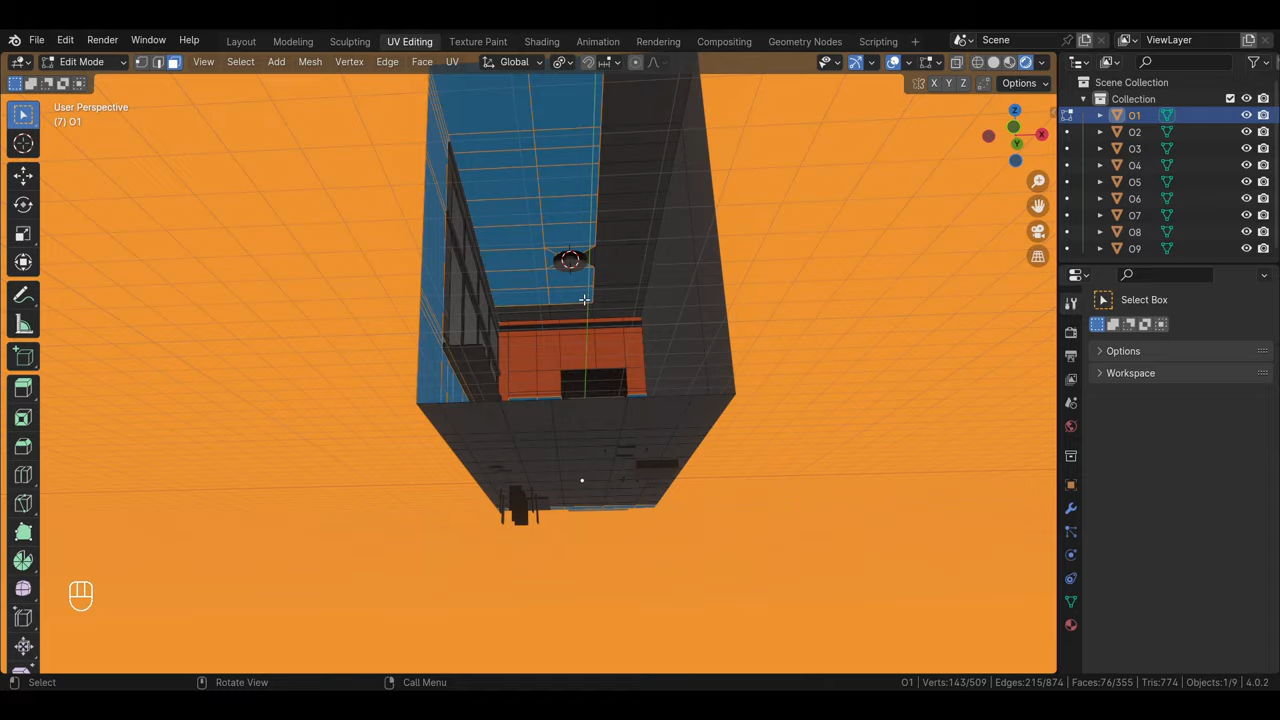 File Edit Render Window Help Layout Modeling Sculpting UV Editing Texture Paint Shading Animation Rendering Compositing Geometry Nodes Scripting + Scene ViewLayer
Edit Mode View Select Add Mesh Vertex Edge Face UV Global
X Y Z Options
User Perspective
(7) O1
Z
X
Y
Scene Collection
Collection
O1
O2
O3
O4
O5
O6
O7
O8
O9
Select Box
Options
Workspace
Select Rotate View Call Menu O1 | Verts:143/509 | Edges:215/874 | Faces:76/355 | Tris:774 | Objects:1/9 | 4.0.2